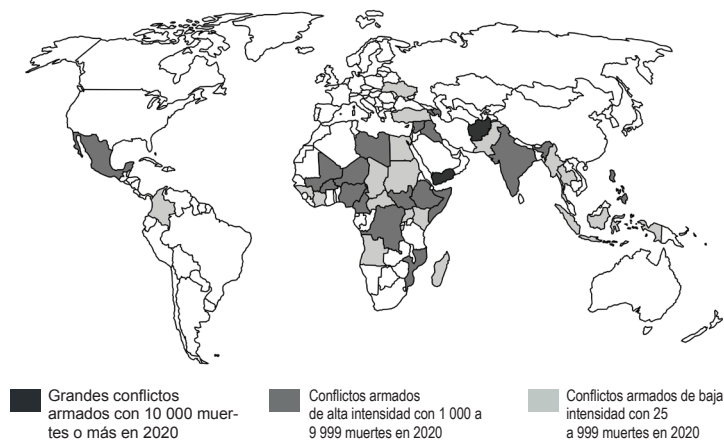 Grandes conflictos
armados con 10 000 muer-
tes o más en 2020
Conflictos armados
de alta intensidad con 1 000 a
9 999 muertes en 2020
Conflictos armados de baja
intensidad con 25
a 999 muertes en 2020